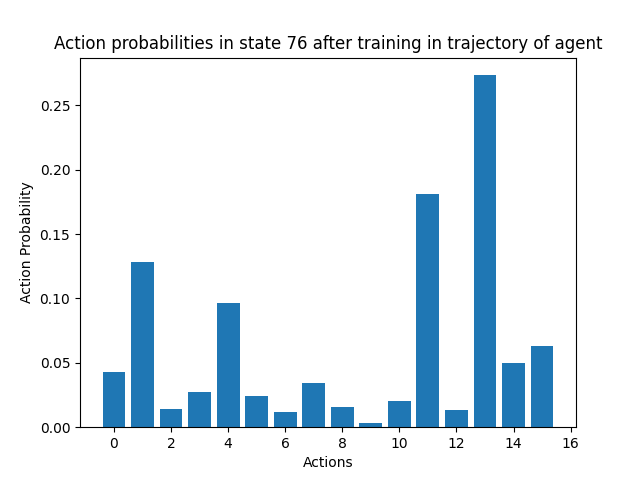 Action probabilities in state 76 after training in trajectory of agent
Action Probability
0.25
0.20
0.15
0.10
0.05
0.00
0 2 4 6 8 10 12 14 16
Actions